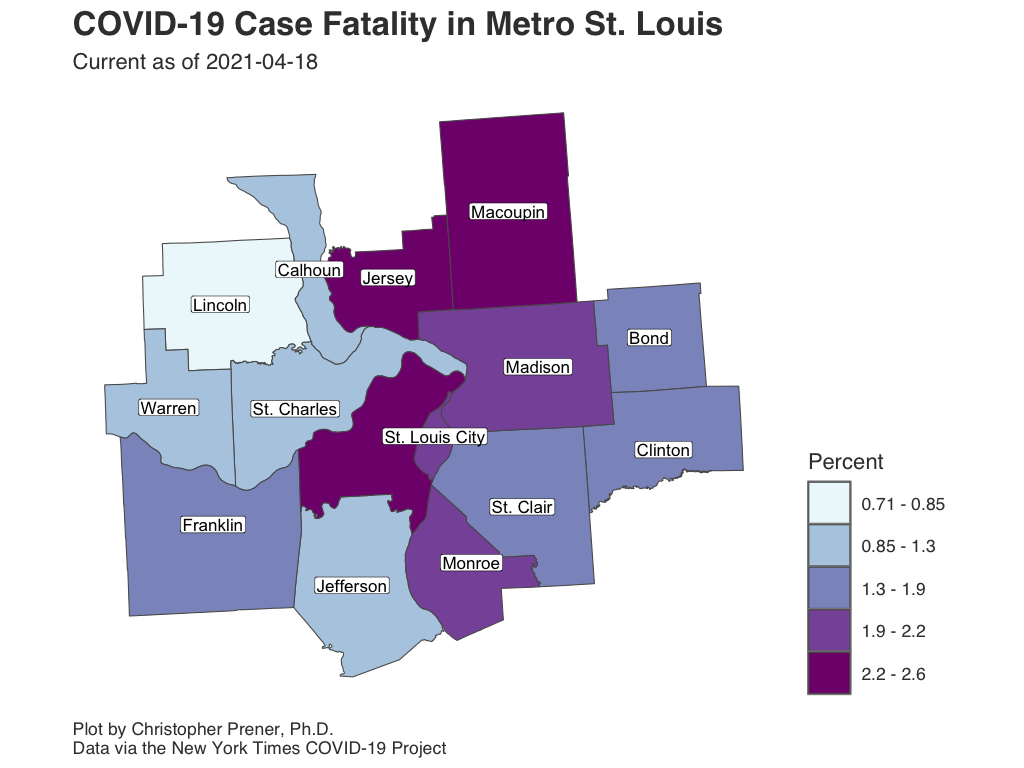 COVID-19 Case Fatality in Metro St. Louis
Current as of 2021-04-18
Macoupin
Calhoun
Jersey
Lincoln
Bond
Madison
Warren
St. Charles
St. Louis City
Clinton
St. Clair
Franklin
Monroe
Jefferson
Percent
0.71 - 0.85
0.85 - 1.3
1.3 - 1.9
1.9 - 2.2
2.2 - 2.6
Plot by Christopher Prener, Ph.D.
Data via the New York Times COVID-19 Project